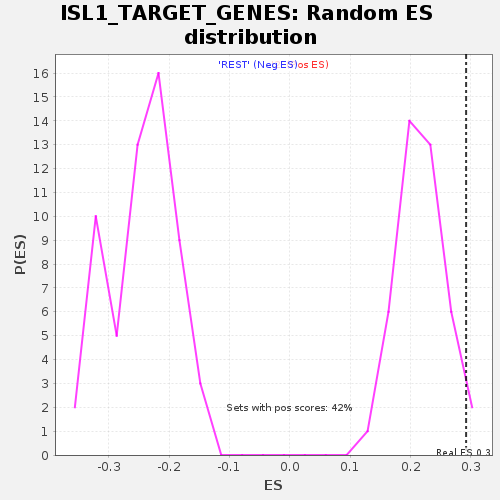 ISL1_TARGET_GENES: Random ES
distribution
'REST' (Neg ES)os ES)
16
15
14
13
12
11
10
9
8
7
6
5
4
3
2
1
0
P(ES)
Sets with pos scores: 42%
Real ES 0.3
-0.3 -0.2 -0.1 0.0 0.1 0.2 0.3
ES